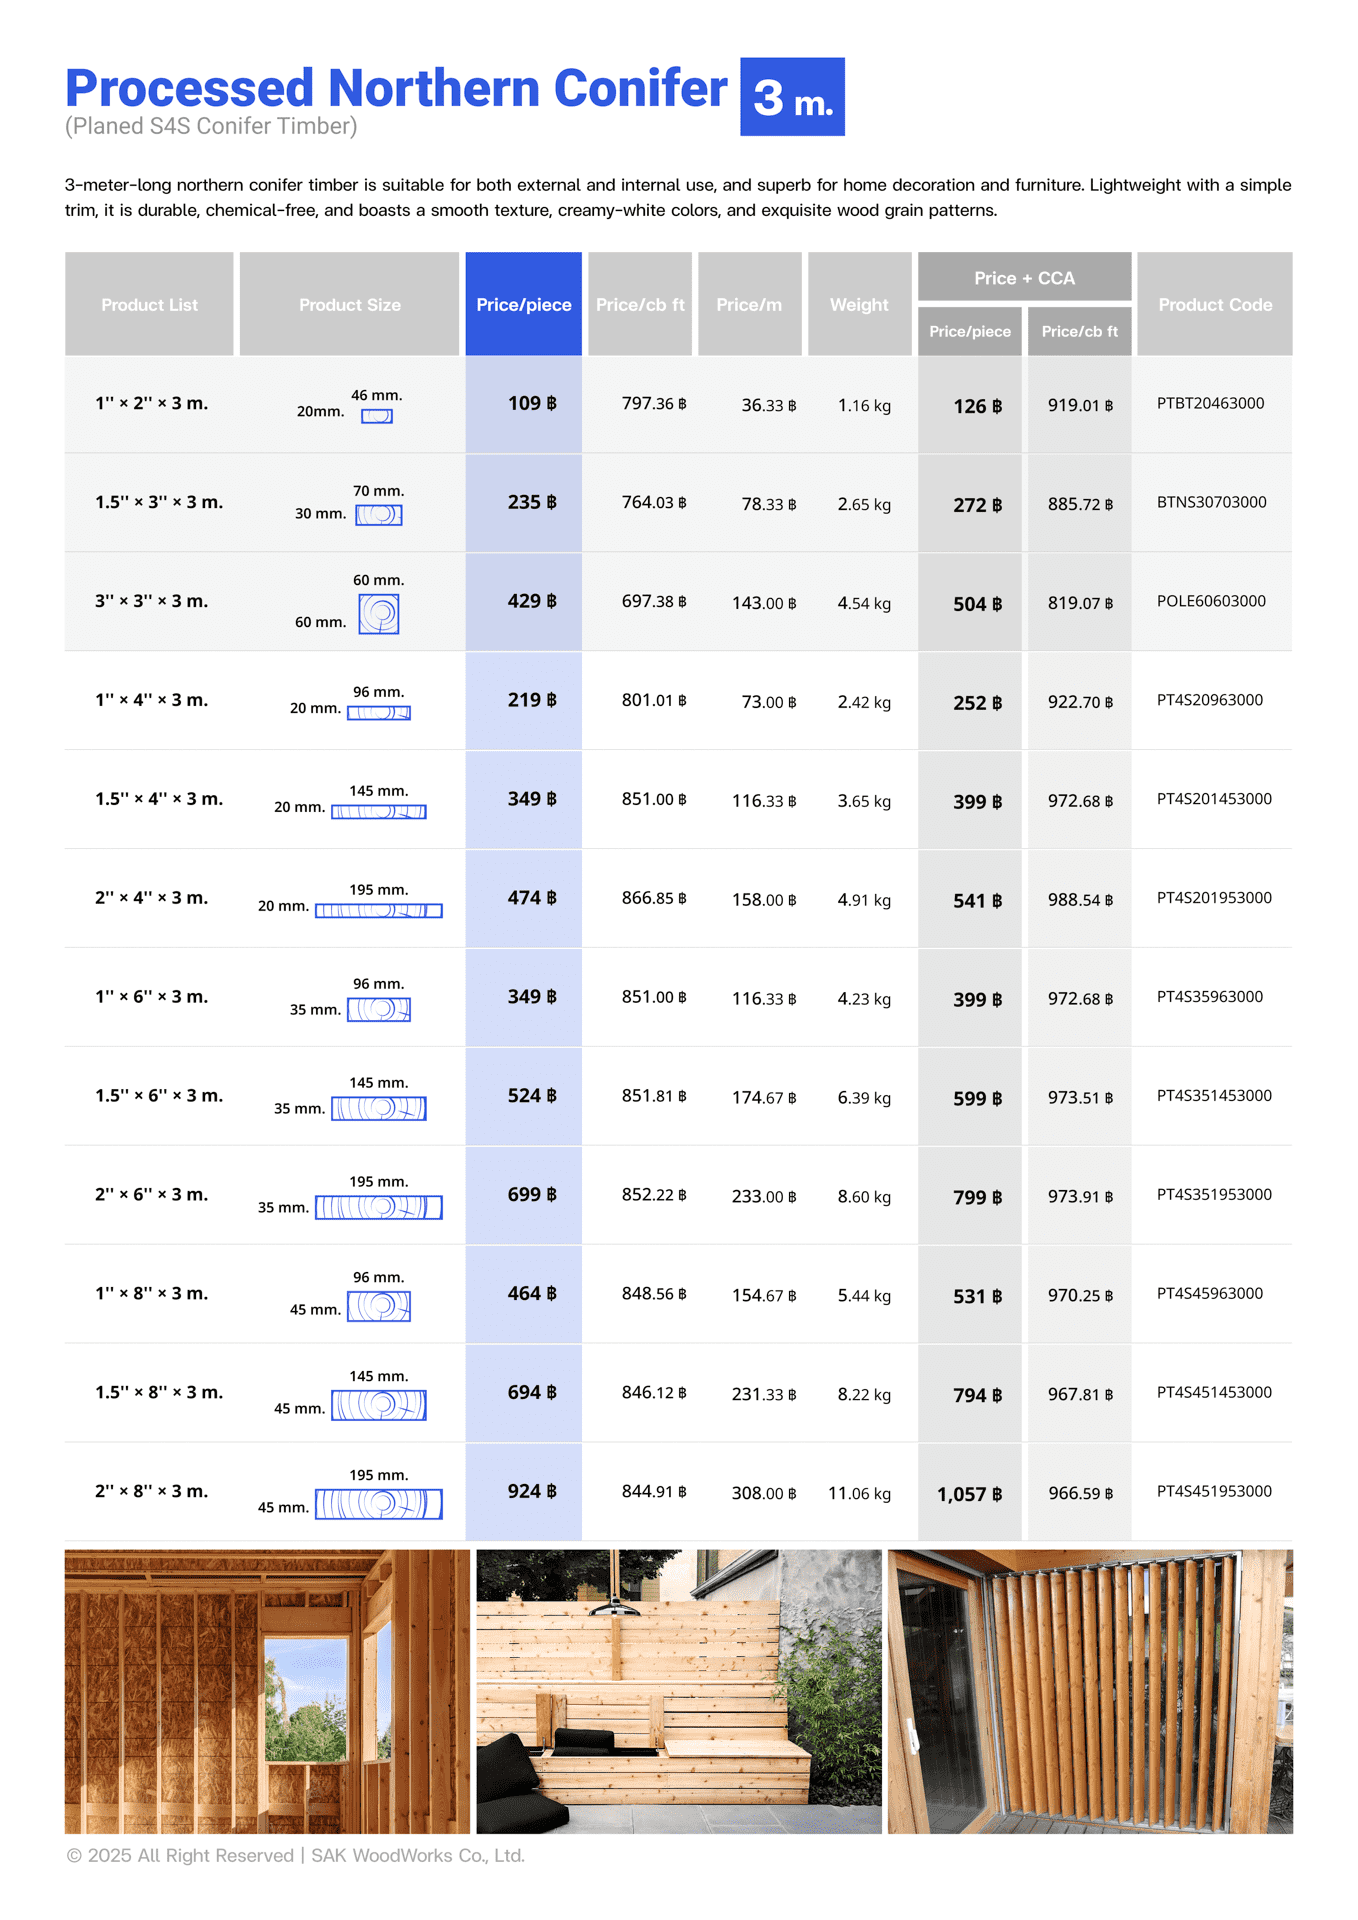 Processed Northern Conifer 3 m.
(Planed S4S Conifer Timber)
3-meter-long northern conifer timber is suitable for both external and internal use, and superb for home decoration and furniture. Lightweight with a simple
trim, it is durable, chemical-free, and boasts a smooth texture, creamy-white colors, and exquisite wood grain patterns.
Product List Product Size Price/piece Price/cb ft Price/m Weight Price + CCA Product Code
Price/piece Price/cb ft
46 mm.
1'' × 2'' × 3 m. 20mm. 109 ฿ 797.36 ฿ 36.33 ฿ 1.16 kg 126 ฿ 919.01 ฿ PTBT20463000
70 mm.
1.5'' × 3'' × 3 m. 30 mm. 235 ฿ 764.03 ฿ 78.33 ฿ 2.65 kg 272 ฿ 885.72 ฿ BTNS30703000
60 mm.
3'' × 3'' × 3 m. 60 mm. 429 ฿ 697.38 ฿ 143.00 ฿ 4.54 kg 504 ฿ 819.07 ฿ POLE60603000
96 mm.
1'' × 4'' × 3 m. 20 mm. 219 ฿ 801.01 ฿ 73.00 ฿ 2.42 kg 252 ฿ 922.70 ฿ PT4S20963000
145 mm.
1.5'' × 4'' × 3 m. 20 mm. 349 ฿ 851.00 ฿ 116.33 ฿ 3.65 kg 399 ฿ 972.68 ฿ PT4S201453000
195 mm.
2'' × 4'' × 3 m. 20 mm. 474 ฿ 866.85 ฿ 158.00 ฿ 4.91 kg 541 ฿ 988.54 ฿ PT4S201953000
96 mm.
1'' × 6'' × 3 m. 35 mm. 349 ฿ 851.00 ฿ 116.33 ฿ 4.23 kg 399 ฿ 972.68 ฿ PT4S35963000
145 mm.
1.5'' × 6'' × 3 m. 35 mm. 524 ฿ 851.81 ฿ 174.67 ฿ 6.39 kg 599 ฿ 973.51 ฿ PT4S351453000
195 mm.
2'' × 6'' × 3 m. 35 mm. 699 ฿ 852.22 ฿ 233.00 ฿ 8.60 kg 799 ฿ 973.91 ฿ PT4S351953000
96 mm.
1'' × 8'' × 3 m. 45 mm. 464 ฿ 848.56 ฿ 154.67 ฿ 5.44 kg 531 ฿ 970.25 ฿ PT4S45963000
145 mm.
1.5'' × 8'' × 3 m. 45 mm. 694 ฿ 846.12 ฿ 231.33 ฿ 8.22 kg 794 ฿ 967.81 ฿ PT4S451453000
195 mm.
2'' × 8'' × 3 m. 45 mm. 924 ฿ 844.91 ฿ 308.00 ฿ 11.06 kg 1,057 ฿ 966.59 ฿ PT4S451953000
© 2025 All Right Reserved | SAK WoodWorks Co., Ltd.